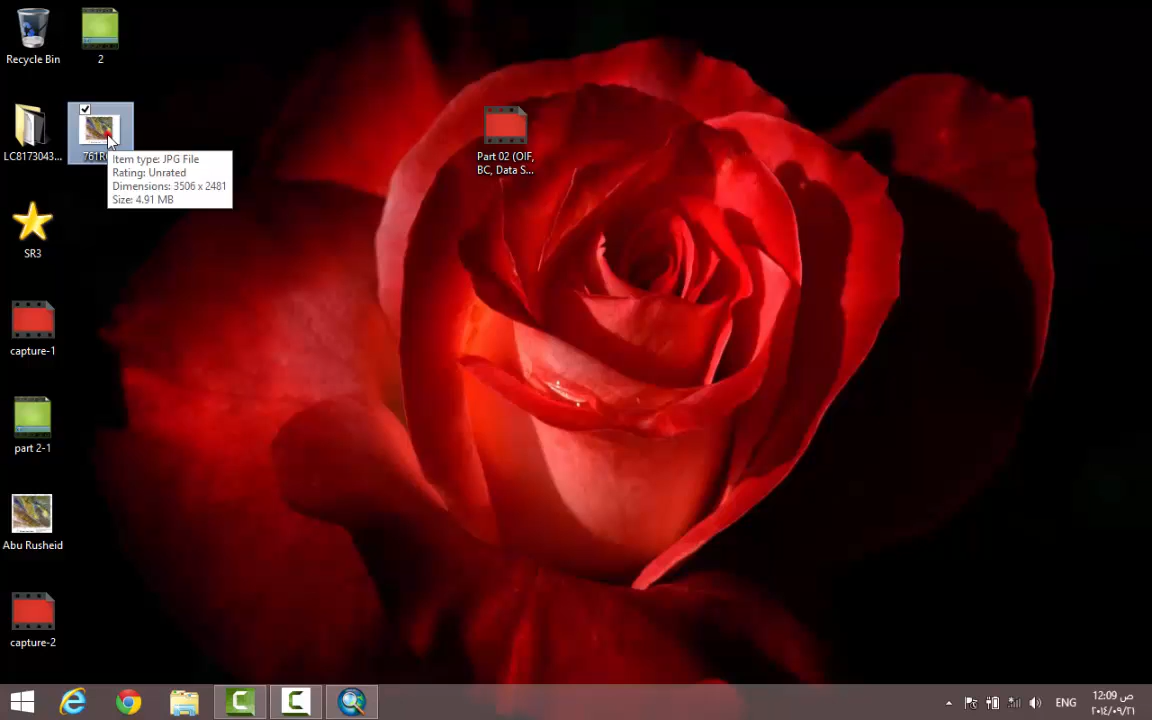 Recycle Bin
2
LC8173043...
Item type: JPG File
Rating: Unrated
Dimensions: 3506 x 2481
Size: 4.91 MB
Part 02 (OIF,
BC, Data S...
SR3
capture-1
part 2-1
Abu Rusheid
capture-2
ENG
12:09 ص
٢٠١٤/٠٩/٢١